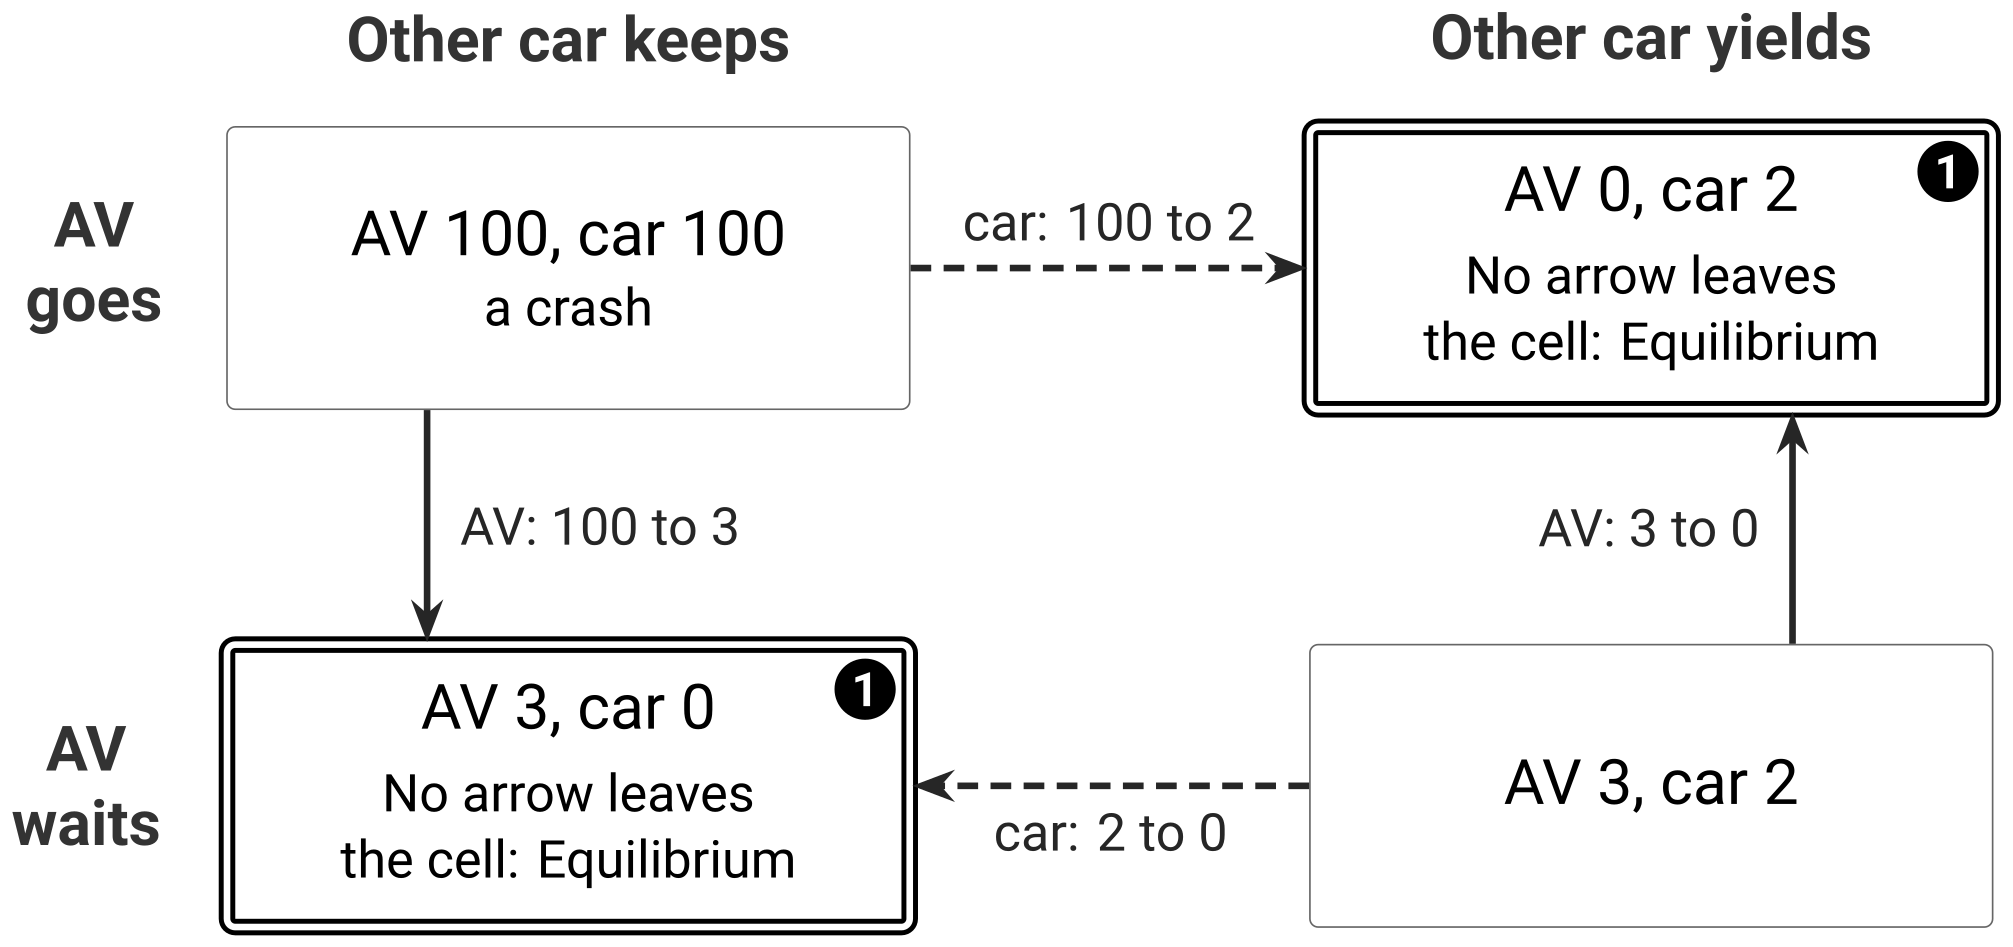 Other car keeps
Other car yields
AV
goes
AV 100, car 100
a crash
car: 100 to 2
1
AV 0, car 2
No arrow leaves
the cell: Equilibrium
AV: 100 to 3
AV: 3 to 0
AV
waits
1
AV 3, car 0
No arrow leaves
the cell: Equilibrium
car: 2 to 0
AV 3, car 2